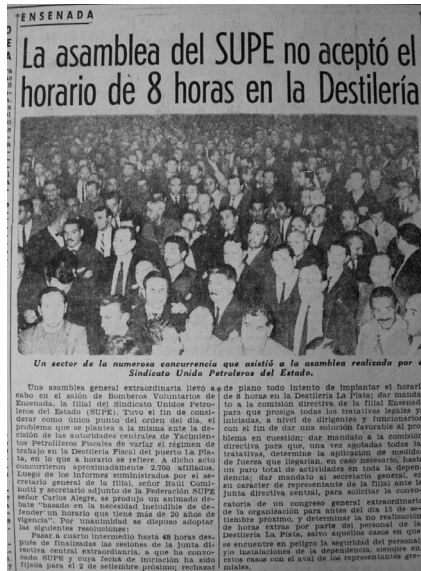 ENSENADA
La asamblea del SUPE no aceptó el
horario de 8 horas en la Destilería
Un sector de la numerosa concurrencia que asistió a la asamblea realizada por
Sindicato Unido Petroleros del Estado.
Una asamblea general extraordinaria llevó a
cabo en el salón de Bomberos Voluntarios de
Ensenada, la filial del Sindicato Unidos Petro-
leros del Estado (SUPE). Tuvo el fin de consi-
derar como único punto del orden del día, el
problema que se plantea a la misma ante la de-
cisión de las autoridades centrales de Yacimien-
tos Petrolíferos Fiscales de variar el régimen de
trabajo en la Destilería Fiscal del puerto La Pla-
ta, en lo que a horario se refiere. A dicho acto
concurrieron aproximadamente 2.700 afiliados.
Luego de los informes suministrados por el se-
cretario general de la filial, señor Raúl Comi-
notti y secretario adjunto de la Federación SUPE
señor Carlos Alegre, se produjo un animado de-
bate "basado en la necesidad ineludible de de-
fender un horario que tiene más de 20 años de
vigencia". Por unanimidad se dispuso adoptar
las siguientes resoluciones:
Pasar a cuarto intermedio hasta 48 horas des-
pués de finalizadas las sesiones de la junta di-
rectiva central extraordinaria, a que ha convo-
cado SUPE y cuya fecha de iniciación ha sido
fijada para el 2 de setiembre próximo; rechazar
de plano todo intento de implantar el horari
de 8 horas en la Destilería La Plata; dar manda-
to a la comisión directiva de la filial Ensenad
para que prosiga todas las tratativas legales y
iniciadas, a nivel de dirigentes y funcionarios
con el fin de dar una solución favorable al pro
blema en cuestión; dar mandato a la comisión
directiva para que, una vez agotadas todas la
tratativas, determine la aplicación de medidas
de fuerza que llegarían, en caso necesario, hasta
un paro total de actividades en toda la depen-
dencia; dar mandato al secretario general, en
su carácter de representante de la filial ante la
junta directiva central, para solicitar la convo-
catoria de un congreso general extraordinario
de la organización para antes del día 15 de se-
tiembre próximo, y determinar la no realización
de horas extras por parte del personal de la
Destilería La Plata, salvo aquellos casos en que
se encuentre en peligro la seguridad del personal
y|o instalaciones de la dependencia, siempre en
estos casos con el aval de los representantes gre-
miales.